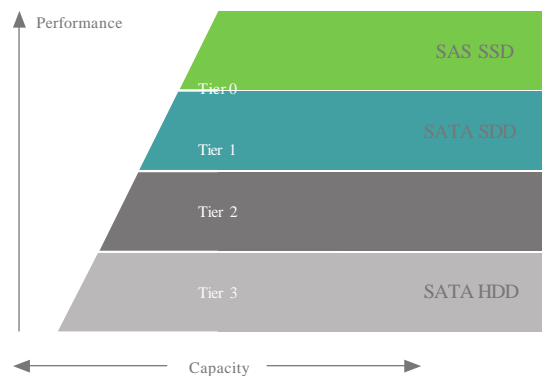 Performance
SAS SSD
Tier 0
SATA SDD
Tier 1
Tier 2
Tier 3
SATA HDD
Capacity